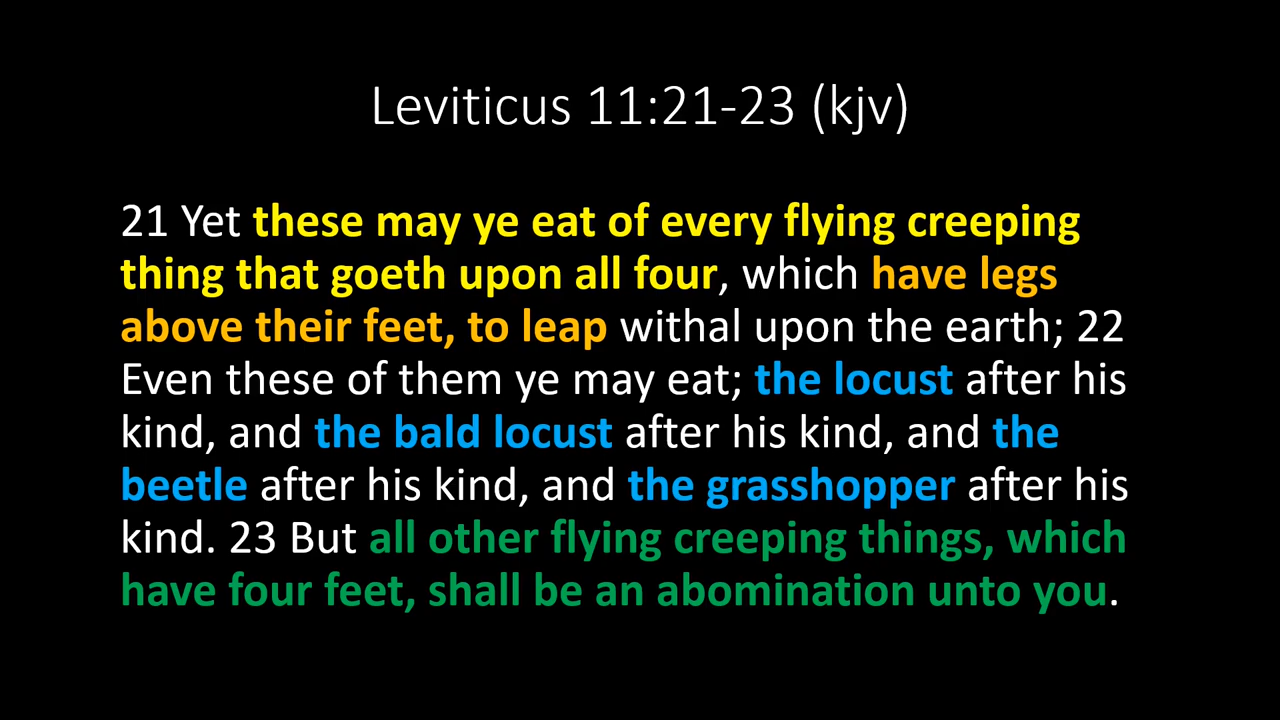 Leviticus 11:21-23 (kjv)
21 Yet these may ye eat of every flying creeping
thing that goeth upon all four, which have legs
above their feet, to leap withal upon the earth; 22
Even these of them ye may eat; the locust after his
kind, and the bald locust after his kind, and the
beetle after his kind, and the grasshopper after his
kind. 23 But all other flying creeping things, which
have four feet, shall be an abomination unto you.